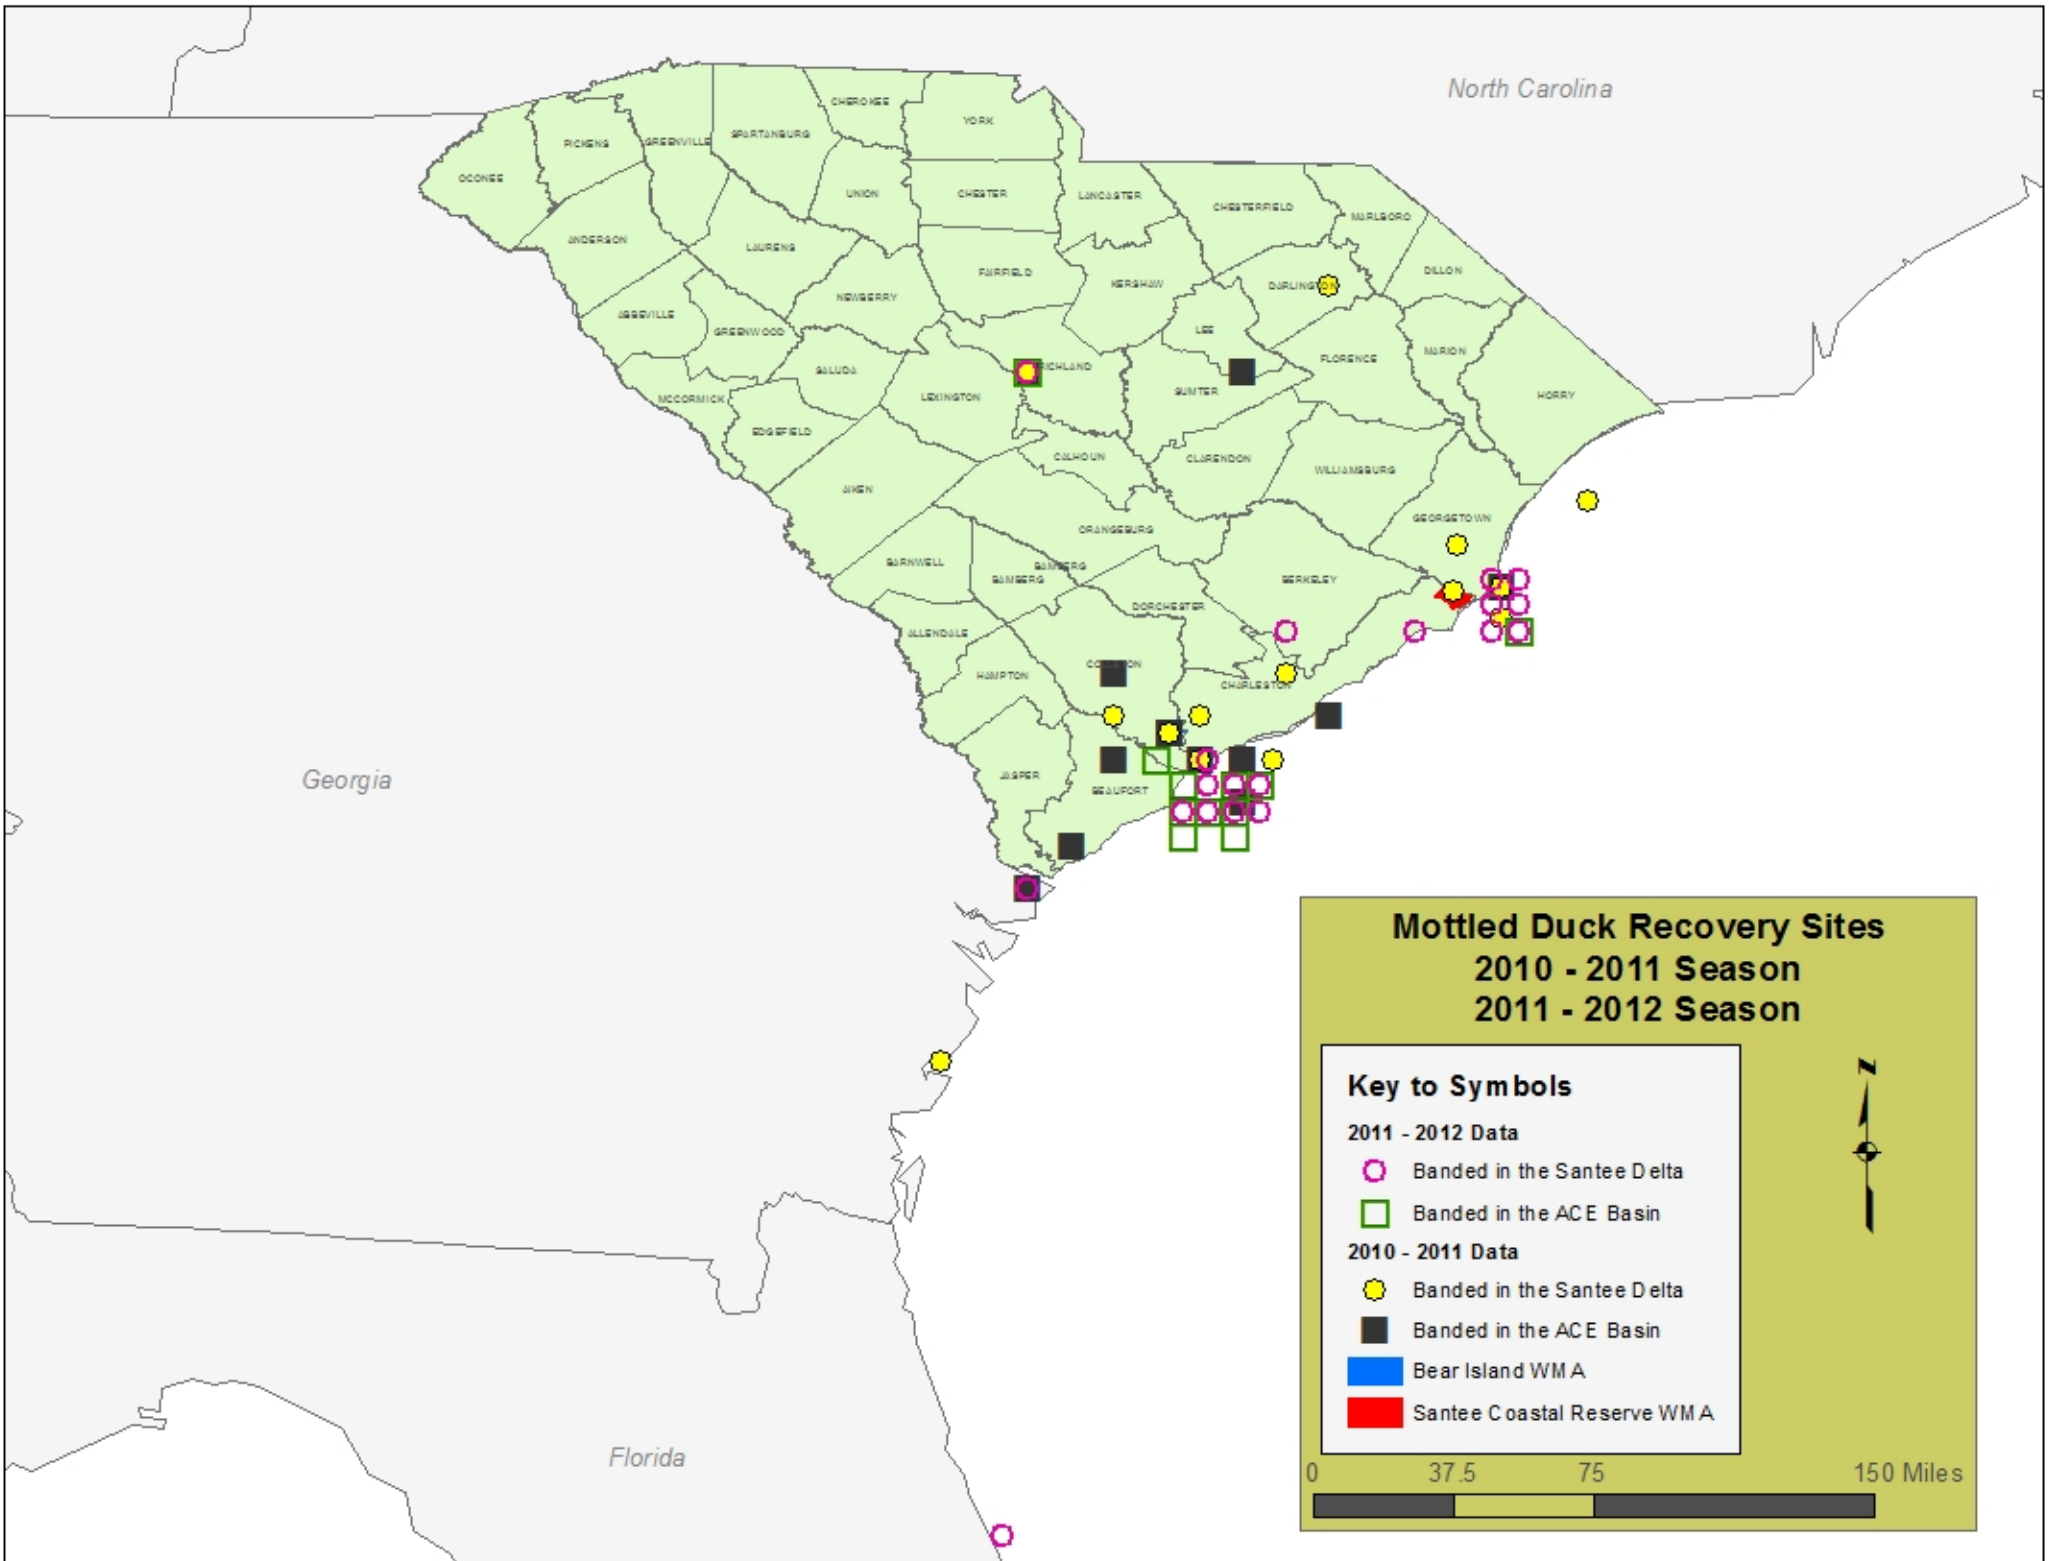 North Carolina
CHEROKEE
YORK
SPARTANBURG
PICKENS
GREENVILLE
OCONEE
UNION
CHESTER
LANCASTER
CHESTERFIELD
MARLBORO
ANDERSON
LAURENS
FAIRFIELD
KERSHAW
DARLINGTON
DILLON
NEWBERRY
ABBEVILLE
GREENWOOD
LEE
FLORENCE
MARION
SALUDA
RICHLAND
MCCORMICK
LEXINGTON
SUMTER
HORRY
EDGEFIELD
CALHOUN
CLARENDON
WILLIAMSBURG
AIKEN
GEORGETOWN
ORANGEBURG
BARNWELL
BAMBERG
BAMBERG
BERKELEY
DORCHESTER
ALLENDALE
HAMPTON
CHARLESTON
Georgia
JASPER
BEAUFORT
Florida
Mottled Duck Recovery Sites
2010 - 2011 Season
2011 - 2012 Season
Key to Symbols
2011 - 2012 Data
Banded in the Santee Delta
Banded in the ACE Basin
2010 - 2011 Data
Banded in the Santee Delta
Banded in the ACE Basin
Bear Island WMA
Santee Coastal Reserve WMA
N
0 37.5 75 150 Miles